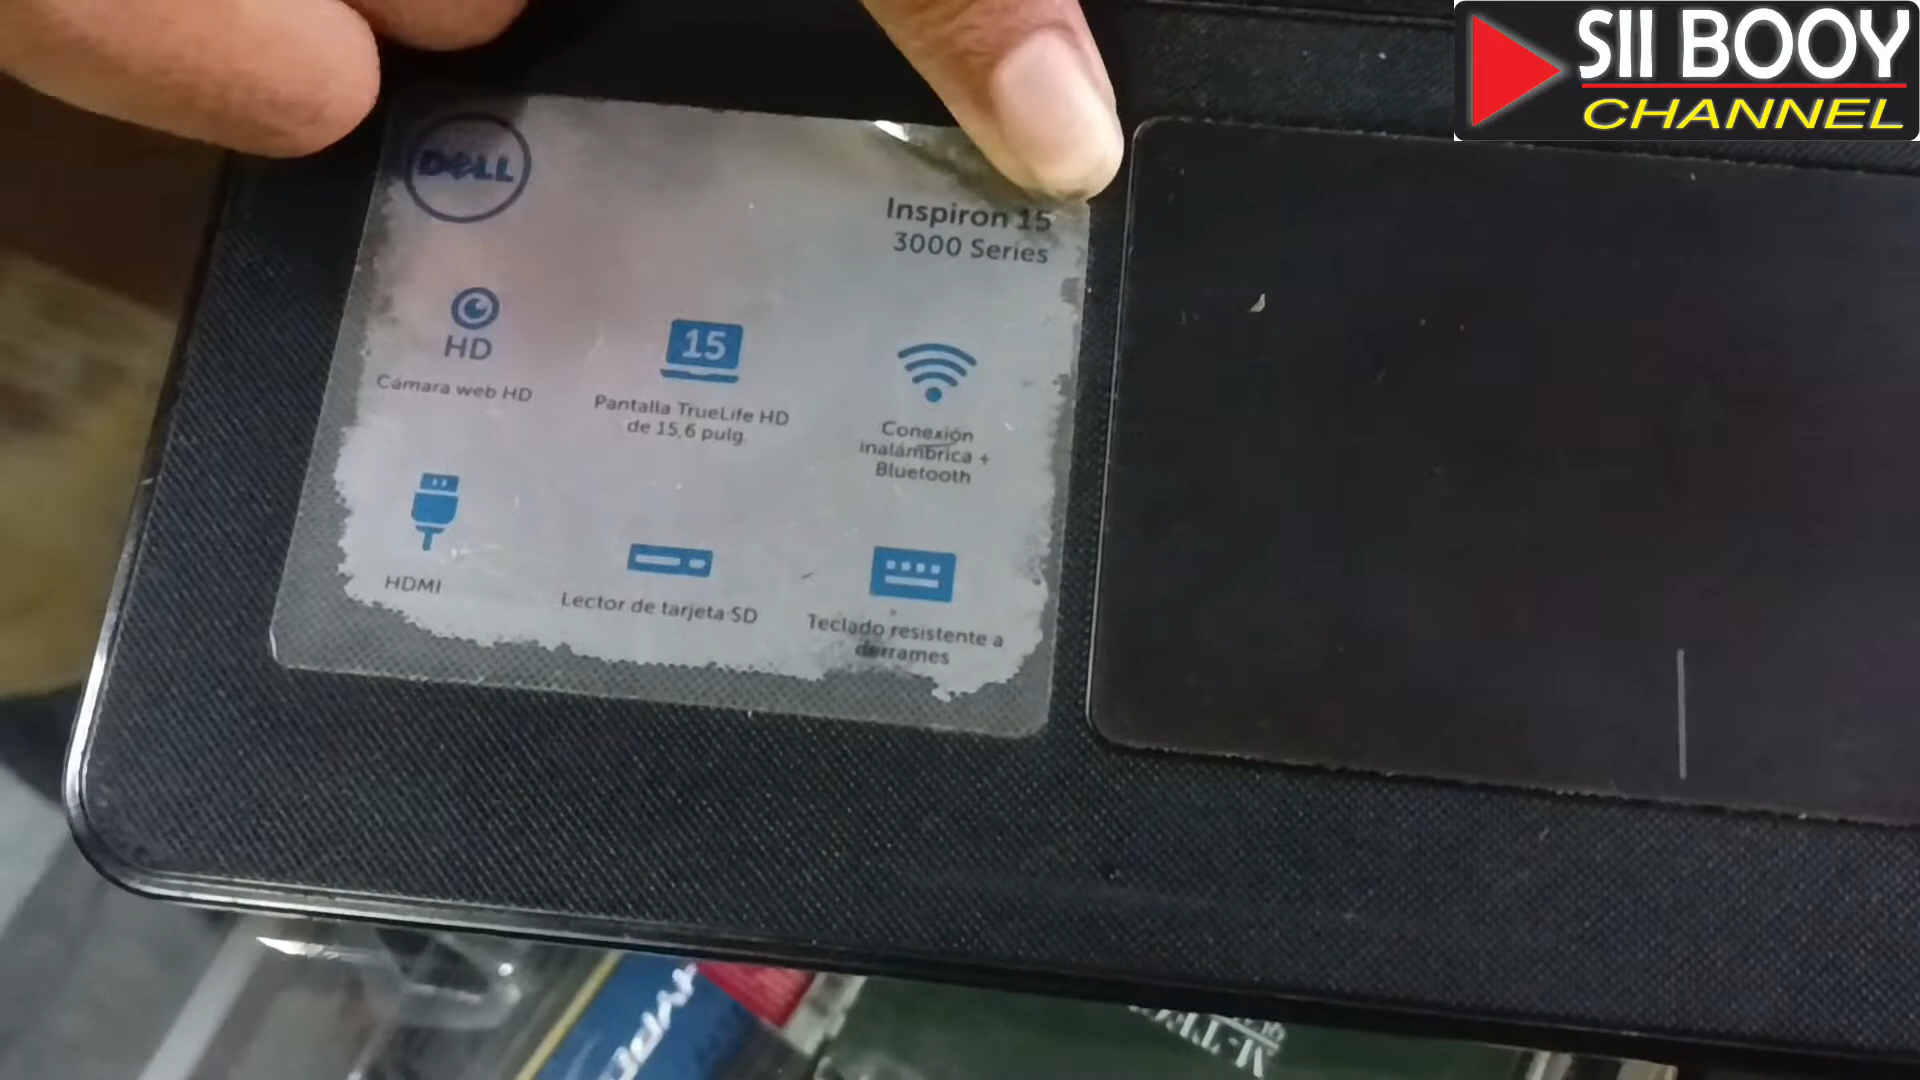 SII BOOY
CHANNEL
DELL
Inspiron 15
3000 Series
HD
Cámara web HD
15
Pantalla TrueLife HD
de 15,6 pulg.
Conexión
inalámbrica +
Bluetooth
HDMI
Lector de tarjeta SD
Teclado resistente a
derrames